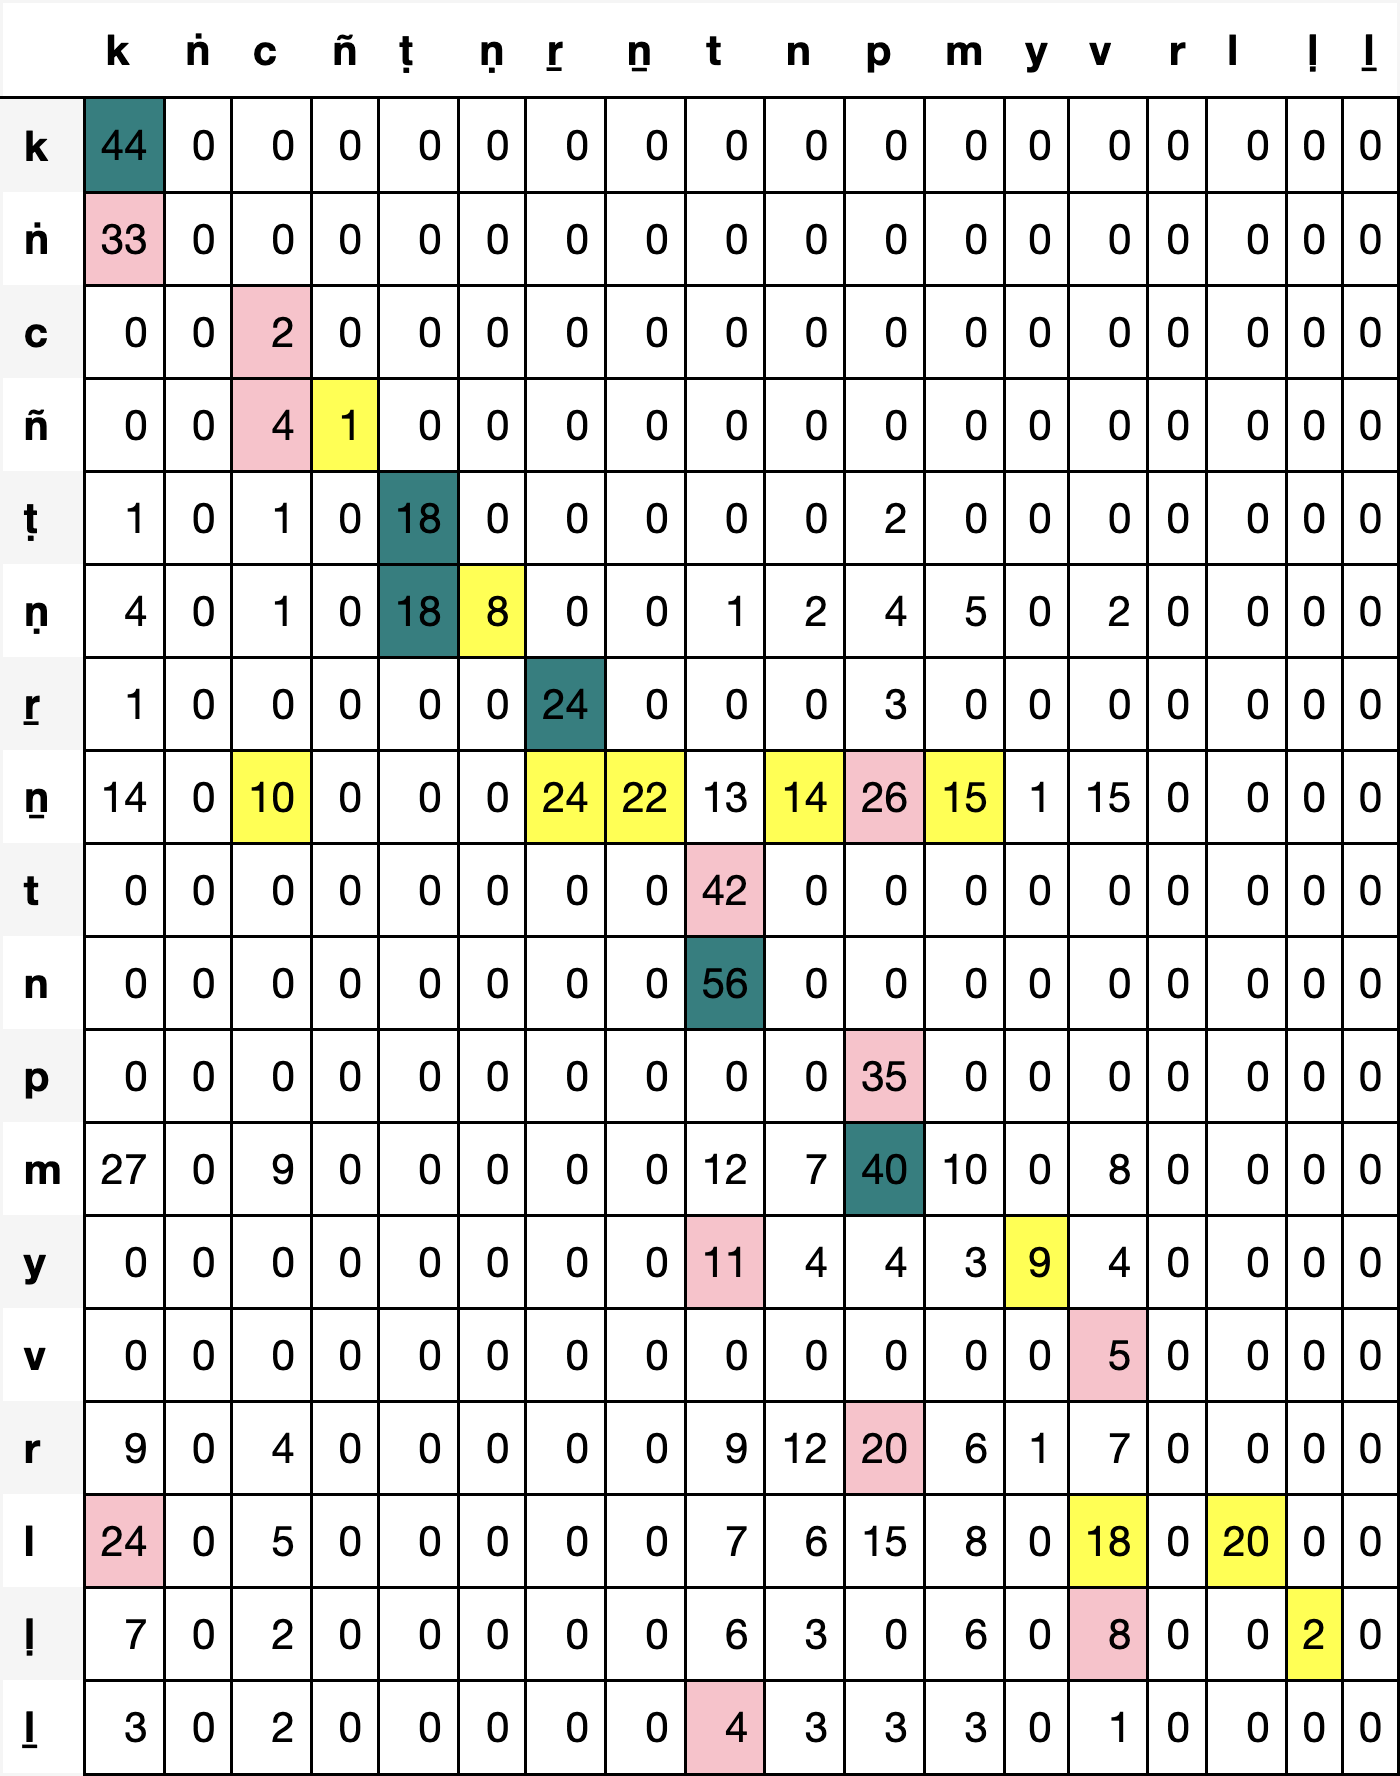 k ṅ c ñ ṭ ṇ ṟ ṉ t n p m y v r l ḷ ḻ
k 44 0 0 0 0 0 0 0 0 0 0 0 0 0 0 0 0 0
ṅ 33 0 0 0 0 0 0 0 0 0 0 0 0 0 0 0 0 0
c 0 0 2 0 0 0 0 0 0 0 0 0 0 0 0 0 0 0
ñ 0 0 4 1 0 0 0 0 0 0 0 0 0 0 0 0 0 0
ṭ 1 0 1 0 18 0 0 0 0 0 2 0 0 0 0 0 0 0
ṇ 4 0 1 0 18 8 0 0 1 2 4 5 0 2 0 0 0 0
ṟ 1 0 0 0 0 0 24 0 0 0 3 0 0 0 0 0 0 0
ṉ 14 0 10 0 0 0 24 22 13 14 26 15 1 15 0 0 0 0
t 0 0 0 0 0 0 0 0 42 0 0 0 0 0 0 0 0 0
n 0 0 0 0 0 0 0 0 56 0 0 0 0 0 0 0 0 0
p 0 0 0 0 0 0 0 0 0 0 35 0 0 0 0 0 0 0
m 27 0 9 0 0 0 0 0 12 7 40 10 0 8 0 0 0 0
y 0 0 0 0 0 0 0 0 11 4 4 3 9 4 0 0 0 0
v 0 0 0 0 0 0 0 0 0 0 0 0 0 5 0 0 0 0
r 9 0 4 0 0 0 0 0 9 12 20 6 1 7 0 0 0 0
l 24 0 5 0 0 0 0 0 7 6 15 8 0 18 0 20 0 0
ḷ 7 0 2 0 0 0 0 0 6 3 0 6 0 8 0 0 2 0
ḻ 3 0 2 0 0 0 0 0 4 3 3 3 0 1 0 0 0 0